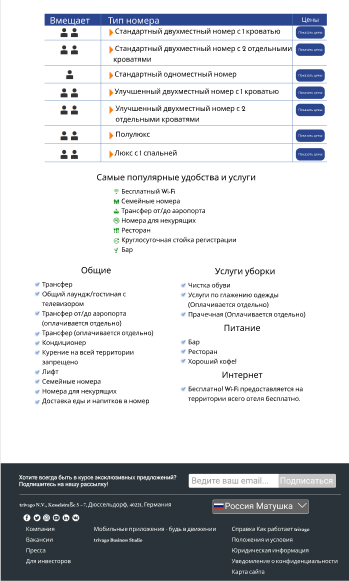 Вмещает Тип номера Цены
Стандартный двухместный номер с 1 кроватью Показать цены
Стандартный двухместный номер с 2 отдельными Показать цены
кроватями
Стандартный одноместный номер Показать цены
Улучшенный двухместный номер с 1 кроватью Показать цены
Улучшенный двухместный номер с 2 Показать цены
отдельными кроватями
Полулюкс Показать цены
Люкс с 1 спальней Показать цены
Самые популярные удобства и услуги
Бесплатный Wi-Fi
Семейные номера
Трансфер от/до аэропорта
Номера для некурящих
Ресторан
Круглосуточная стойка регистрации
Бар
Общие
Трансфер
Общий лаундж/гостиная с
телевизором
Трансфер от/до аэропорта
(оплачивается отдельно)
Трансфер (оплачивается отдельно)
Кондиционер
Курение на всей территории
запрещено
Лифт
Семейные номера
Номера для некурящих
Доставка еды и напитков в номер
Услуги уборки
Чистка обуви
Услуги по глажению одежды
(Оплачивается отдельно)
Прачечная (Оплачивается отдельно)
Питание
Бар
Ресторан
Хороший кофе!
Интернет
Бесплатно! Wi-Fi предоставляется на
территории всего отеля бесплатно.
Хотите всегда быть в курсе эксклюзивных предложений?
Подпишитесь на нашу рассылку!
Ведите ваш email... Подписаться
trivago N.V., Kesselstraße 5 – 7, Дюссельдорф, 40221, Германия
Россия Матушка
Компания
Вакансии
Пресса
Для инвесторов
Мобильные приложения - будь в движении
trivago Business Studio
Справка Как работает trivago
Положения и условия
Юридическая информация
Уведомление о конфиденциальности
Карта сайта